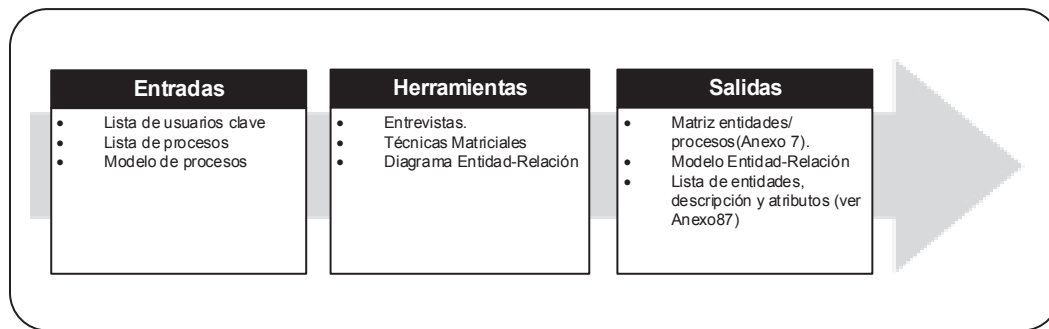 Entradas
• Lista de usuarios clave
• Lista de procesos
• Modelo de procesos
Herramientas
• Entrevistas.
• Técnicas Matriciales
• Diagrama Entidad-Relación
Salidas
• Matriz entidades/
procesos(Anexo 7).
• Modelo Entidad-Relación
• Lista de entidades,
descripción y atributos (ver
Anexo87)